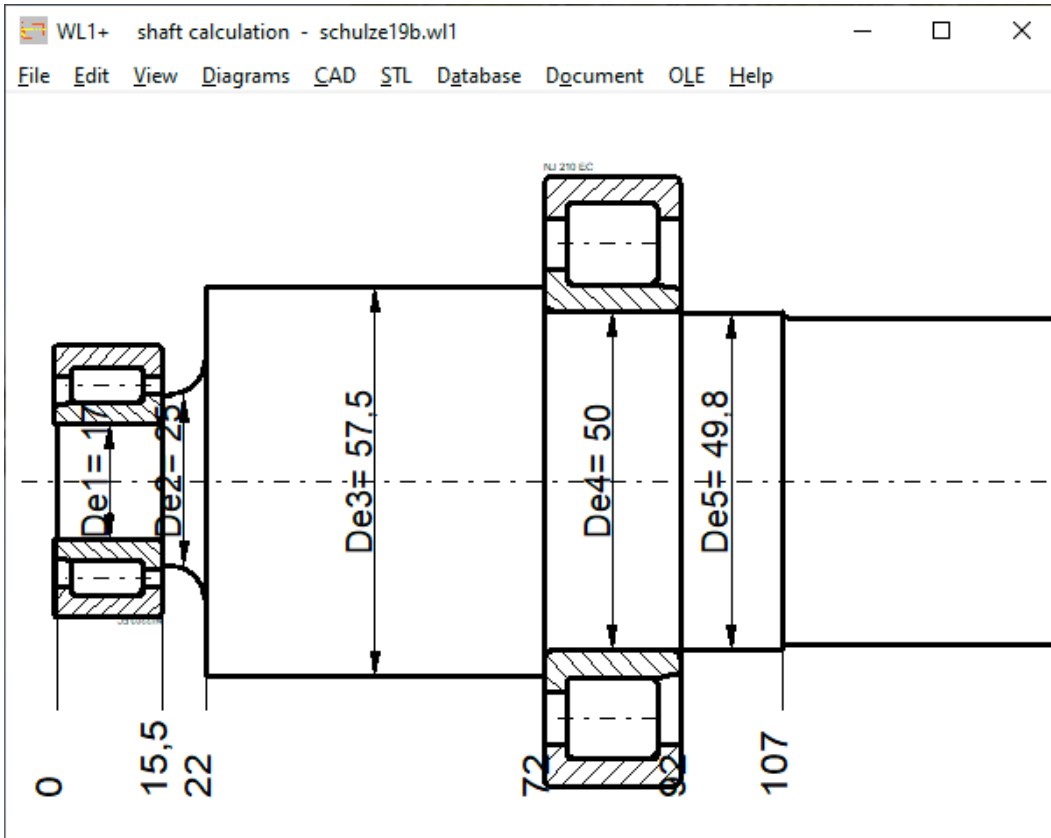 WL1+ shaft calculation - schulze19b.wl1
File Edit View Diagrams CAD STL Database Document OLE Help
NJ 210 EC
De1= 17
De2= 25
De3= 57,5
De4= 50
De5= 49,8
0
15,5
22
72
92
107